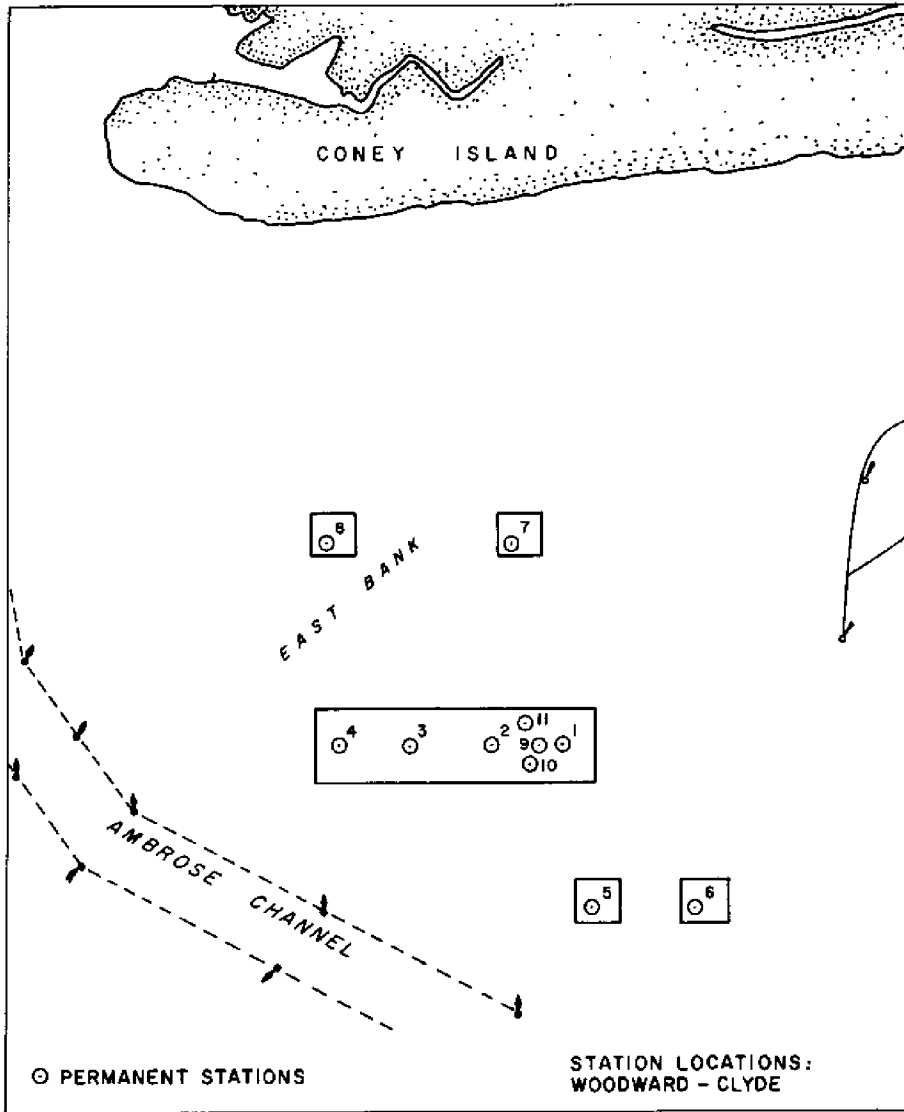 CONEY ISLAND
8
7
EAST BANK
4
3
2
11
9
1
10
AMBROSE CHANNEL
5
6
PERMANENT STATIONS
STATION LOCATIONS:
WOODWARD - CLYDE